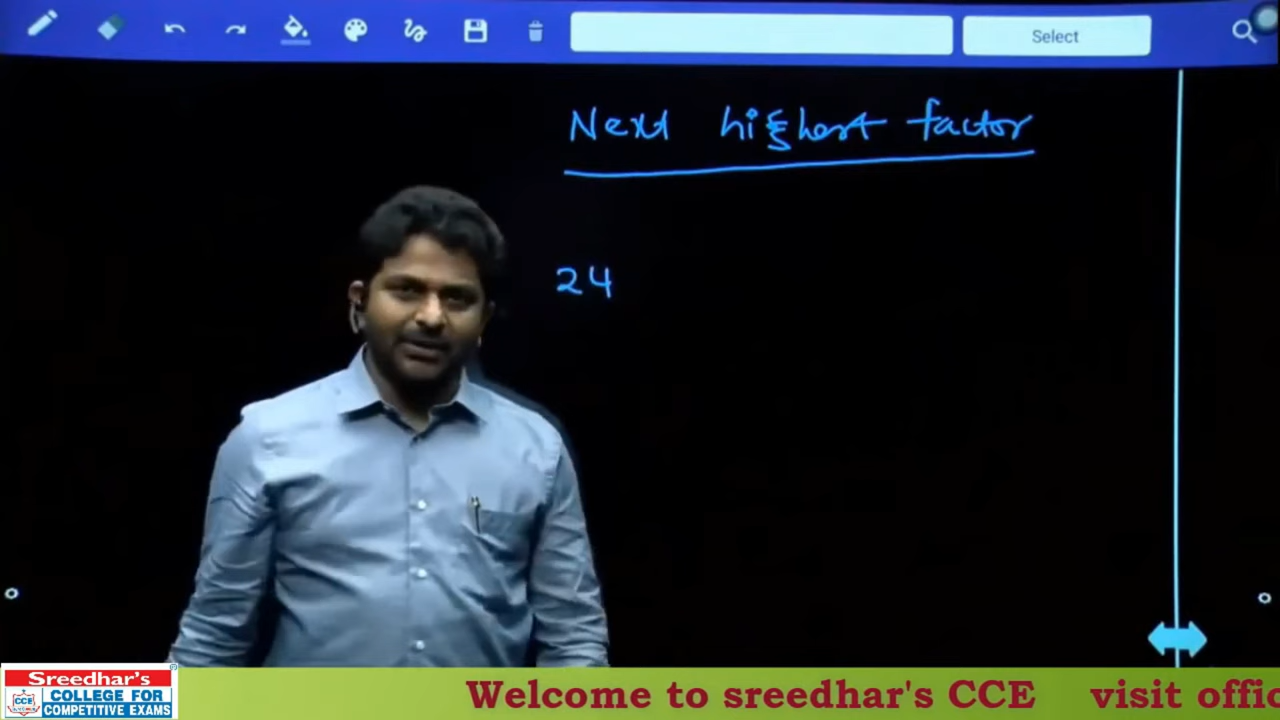 Select
Next highest factor
24
Sreedhar's
CCE
COLLEGE FOR
COMPETITIVE EXAMS
Welcome to sreedhar's CCE visit offic